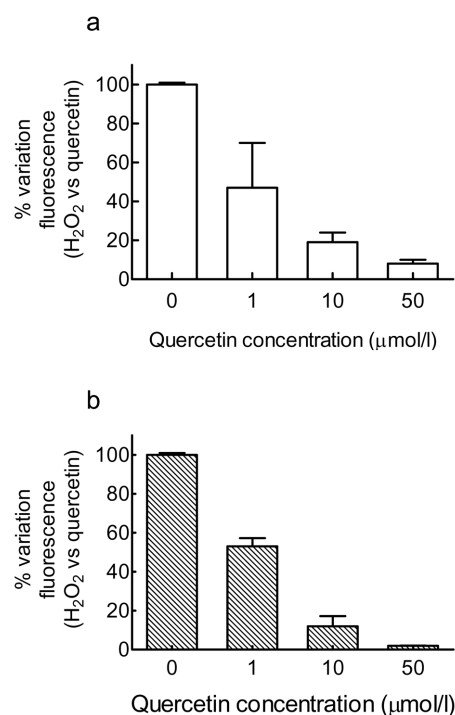 a
% variation
fluorescence
(H₂O₂ vs quercetin)
100
80
60
40
20
0
0 1 10 50
Quercetin concentration (μmol/l)
b
% variation
fluorescence
(H₂O₂ vs quercetin)
100
80
60
40
20
0
0 1 10 50
Quercetin concentration (μmol/l)